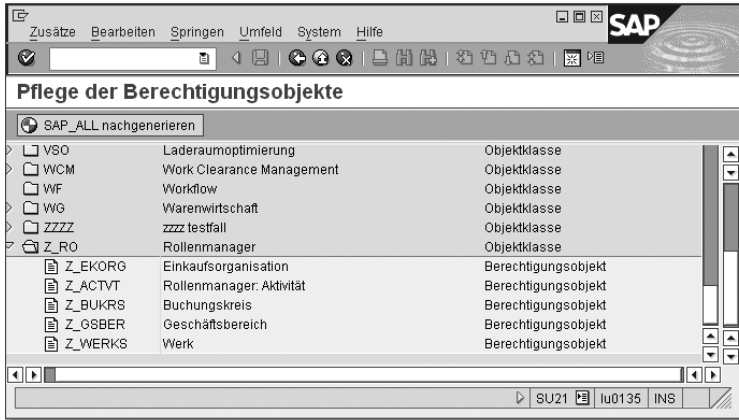 Zusätze Bearbeiten Springen Umfeld System Hilfe
SAP
Pflege der Berechtigungsobjekte
SAP_ALL nachgenerieren
VSO Laderaumoptimierung Objektklasse
WCM Work Clearance Management Objektklasse
WF Workflow Objektklasse
WG Warenwirtschaft Objektklasse
ZZZZ zzzz testfall Objektklasse
Z_RO Rollenmanager Objektklasse
Z_EKORG Einkaufsorganisation Berechtigungsobjekt
Z_ACTVT Rollenmanager: Aktivität Berechtigungsobjekt
Z_BUKRS Buchungskreis Berechtigungsobjekt
Z_GSBER Geschäftsbereich Berechtigungsobjekt
Z_WERKS Werk Berechtigungsobjekt
SU21 lu0135 INS